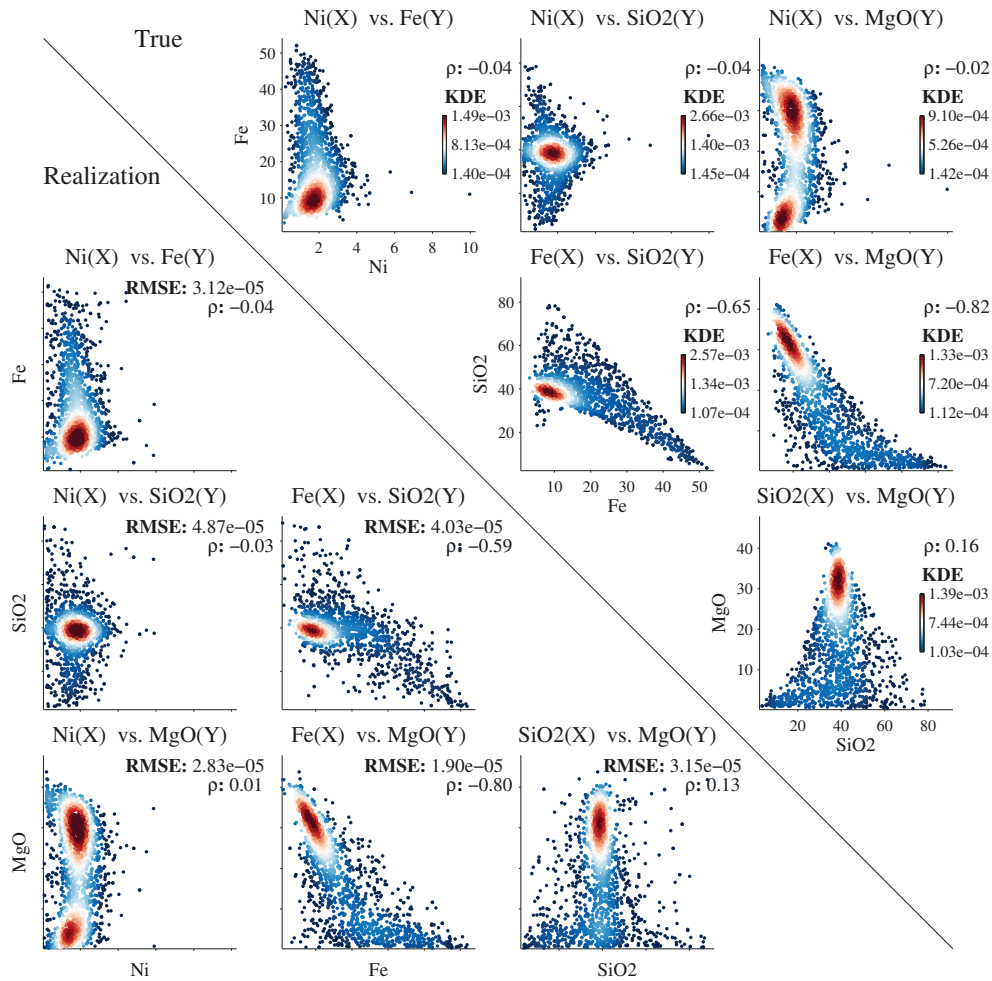 True
Realization
Ni(X) vs. Fe(Y)
ρ: −0.04
KDE
1.49e−03
8.13e−04
1.40e−04
50
40
30
20
10
Fe
2 4 6 8 10
Ni
Ni(X) vs. SiO2(Y)
ρ: −0.04
KDE
2.66e−03
1.40e−03
1.45e−04
Ni(X) vs. MgO(Y)
ρ: −0.02
KDE
9.10e−04
5.26e−04
1.42e−04
Ni(X) vs. Fe(Y)
RMSE: 3.12e−05
ρ: −0.04
Fe
Fe(X) vs. SiO2(Y)
ρ: −0.65
KDE
2.57e−03
1.34e−03
1.07e−04
80
60
40
20
SiO2
10 20 30 40 50
Fe
Fe(X) vs. MgO(Y)
ρ: −0.82
KDE
1.33e−03
7.20e−04
1.12e−04
Ni(X) vs. SiO2(Y)
RMSE: 4.87e−05
ρ: −0.03
SiO2
Fe(X) vs. SiO2(Y)
RMSE: 4.03e−05
ρ: −0.59
SiO2(X) vs. MgO(Y)
ρ: 0.16
KDE
1.39e−03
7.44e−04
1.03e−04
40
30
20
10
MgO
20 40 60 80
SiO2
Ni(X) vs. MgO(Y)
RMSE: 2.83e−05
ρ: 0.01
MgO
Ni
Fe(X) vs. MgO(Y)
RMSE: 1.90e−05
ρ: −0.80
Fe
SiO2(X) vs. MgO(Y)
RMSE: 3.15e−05
ρ: 0.13
SiO2